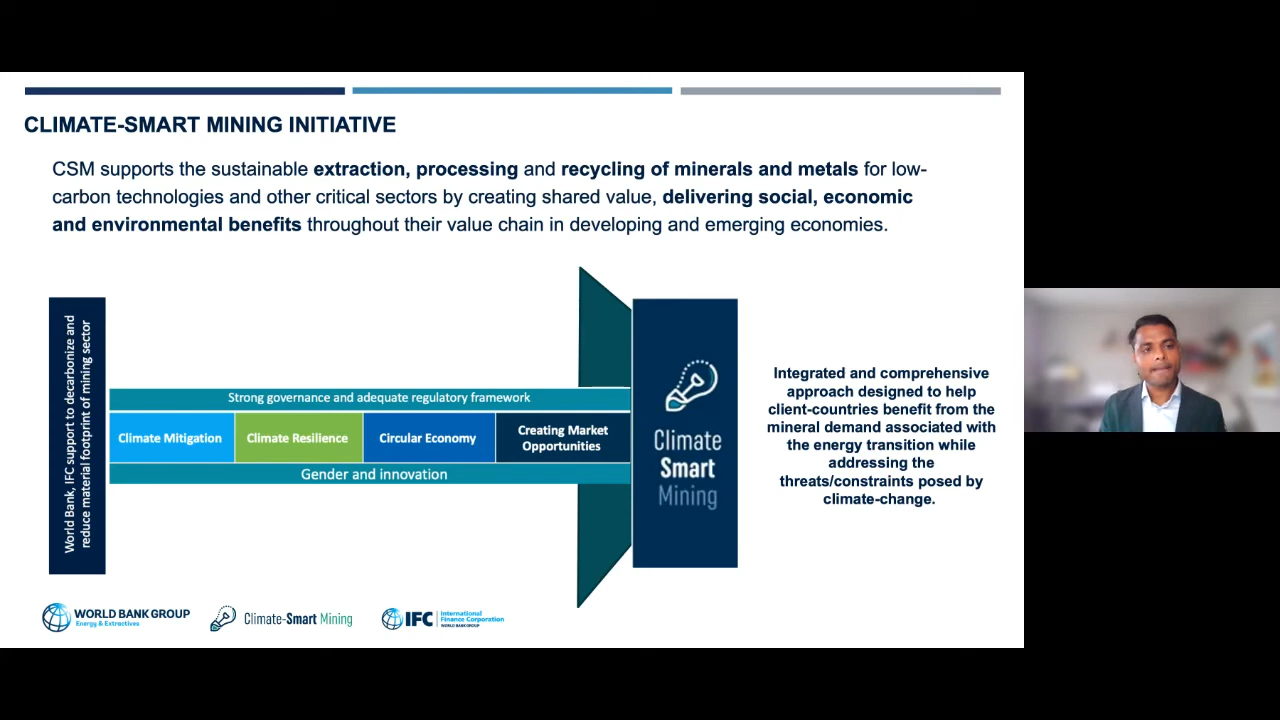 CLIMATE-SMART MINING INITIATIVE
CSM supports the sustainable extraction, processing and recycling of minerals and metals for low-
carbon technologies and other critical sectors by creating shared value, delivering social, economic
and environmental benefits throughout their value chain in developing and emerging economies.
World Bank, IFC support to decarbonize and
reduce material footprint of mining sector
Strong governance and adequate regulatory framework
Climate Mitigation
Climate Resilience
Circular Economy
Creating Market
Opportunities
Gender and innovation
Climate
Smart
Mining
Integrated and comprehensive
approach designed to help
client-countries benefit from the
mineral demand associated with
the energy transition while
addressing the
threats/constraints posed by
climate-change.
WORLD BANK GROUP
Energy & Extractives
Climate-Smart Mining
IFC
International
Finance Corporation
WORLD BANK GROUP